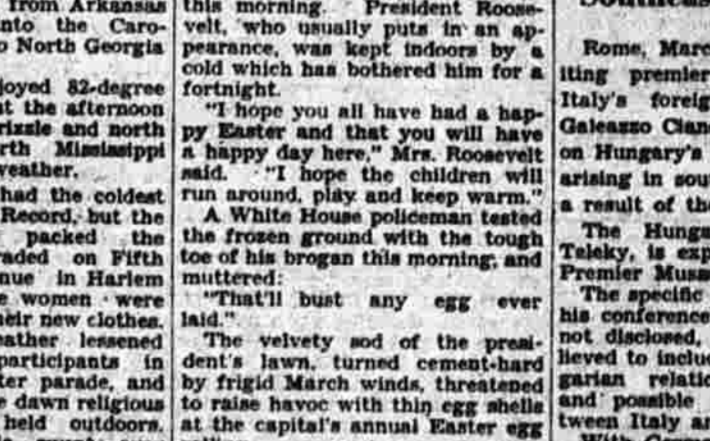 from Arkansas
into the Caro-
North Georgia
joyed 82-degree
at the afternoon
rizzle and north
rth Mississippi
weather.
had the coldest
Record, but the
packed the
raded on Fifth
nue in Harlem
women were
heir new clothes.
eather lessened
participants in
ter parade, and
dawn religious
held outdoors.
this morning. President Roose-
velt, who usually puts in an ap-
pearance, was kept indoors by a
cold which has bothered him for a
fortnight.
"I hope you all have had a hap-
py Easter and that you will have
a happy day here," Mrs. Roosevelt
said. "I hope the children will
run around, play and keep warm."
A White House policeman tested
the frozen ground with the tough
toe of his brogan this morning, and
muttered:
"That'll bust any egg ever
laid."
The velvety sod of the presi-
dent's lawn, turned cement-hard
by frigid March winds, threatened
to raise havoc with thin egg shells
at the capital's annual Easter egg
Rome, Marc
iting premier
Italy's foreig
Galeazzo Cian
on Hungary's
arising in sou
a result of the
The Hunga
Teleky, is exp
Premier Muss
The specific
his conference
not disclosed,
lieved to inclu
garian relatio
and possible
tween Italy a